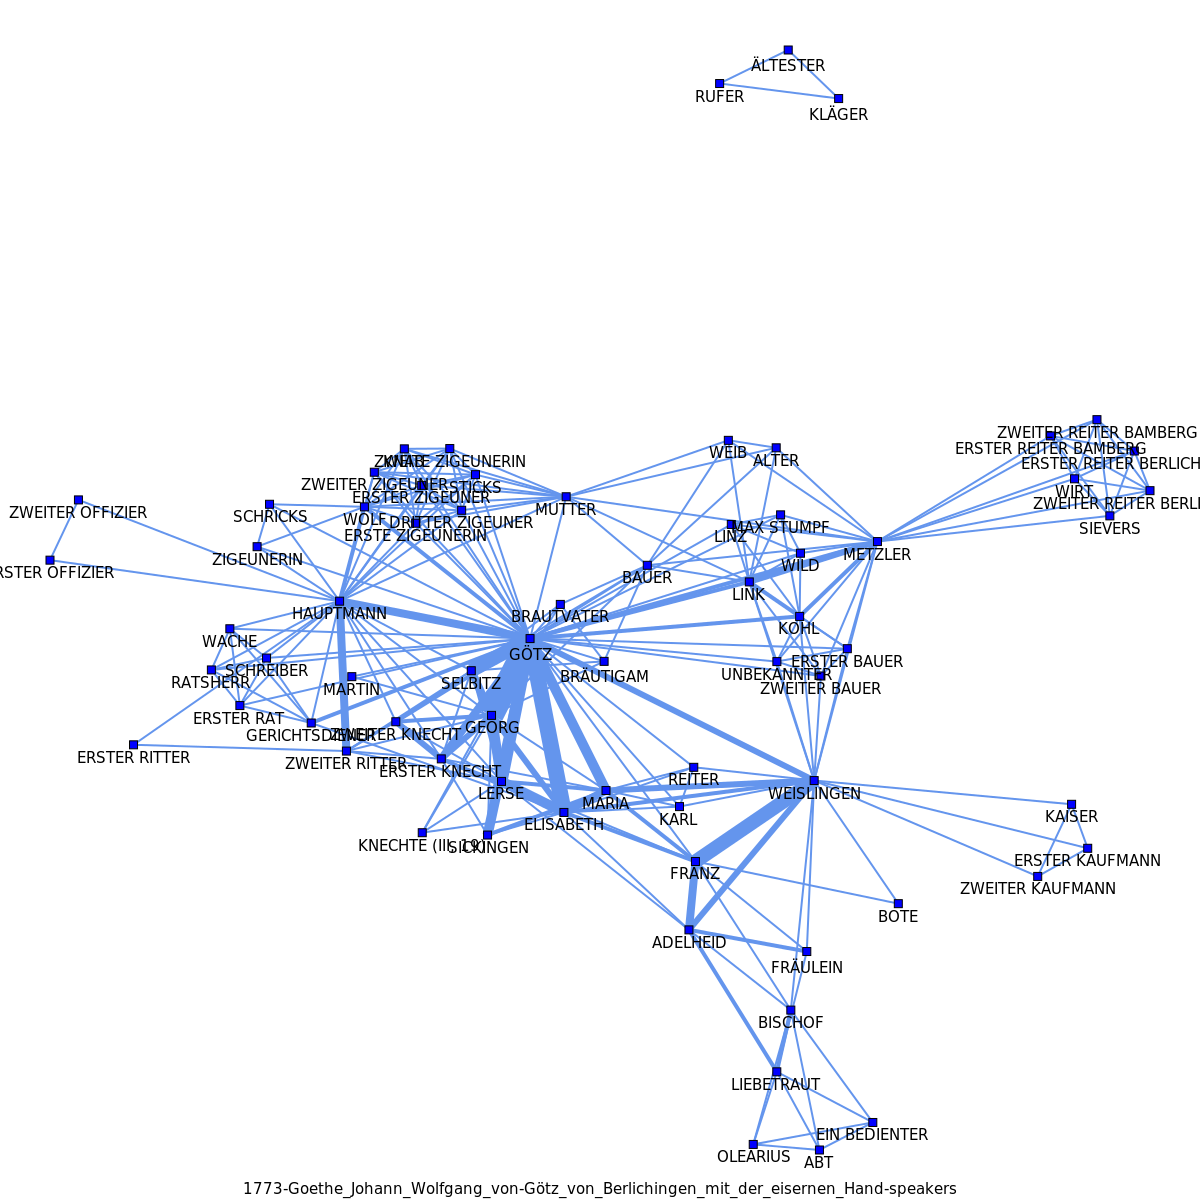 ÄLTESTER
RUFER
KLÄGER
ZWEITER REITER BAMBERG
ERSTER REITER BAMBERG
ERSTER REITER BERLICH
WIRT
ZWEITER REITER BERLI
SIEVERS
WEIB
ALTER
ZWEITE ZIGEUNERIN
KNABE
ZWEITER ZIGEUNER
STICKS
ERSTER ZIGEUNER
MUTTER
ZWEITER OFFIZIER
SCHRICKS
WOLF
DRITTER ZIGEUNER
ERSTE ZIGEUNERIN
MAX STUMPF
LINZ
METZLER
ZIGEUNERIN
RSTER OFFIZIER
WILD
BAUER
LINK
HAUPTMANN
BRAUTVATER
KOHL
WACHE
GÖTZ
SCHREIBER
RATSHERR
MARTIN
SELBITZ
BRÄUTIGAM
UNBEKANNTER
ERSTER BAUER
ZWEITER BAUER
ERSTER RAT
GERICHTSDIENER
ZWEITER KNECHT
GEORG
ERSTER RITTER
ZWEITER RITTER
ERSTER KNECHT
REITER
LERSE
MARIA
WEISLINGEN
ELISABETH
KARL
KAISER
KNECHTE (III, 19)
SICKINGEN
ERSTER KAUFMANN
FRANZ
ZWEITER KAUFMANN
BOTE
ADELHEID
FRÄULEIN
BISCHOF
LIEBETRAUT
EIN BEDIENTER
OLEARIUS
ABT
1773-Goethe_Johann_Wolfgang_von-Götz_von_Berlichingen_mit_der_eisernen_Hand-speakers